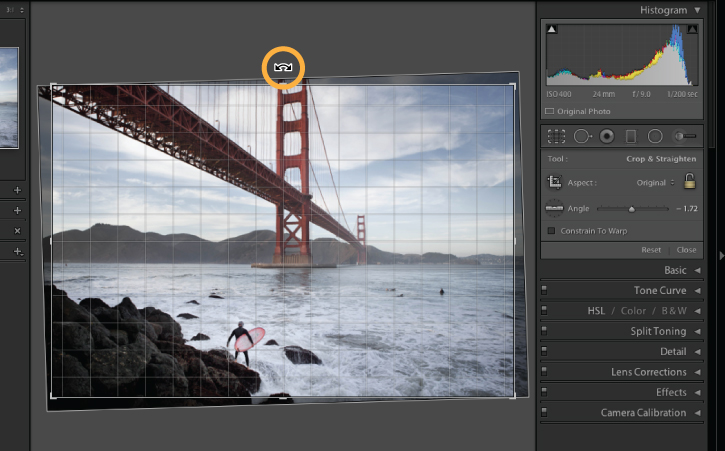 Histogram
ISO 400 24 mm f / 9.0 1/200 sec
Original Photo
Tool : Crop & Straighten
Aspect : Original
Angle - 1.72
Constrain To Warp
Reset Close
Basic
Tone Curve
HSL / Color / B & W
Split Toning
Detail
Lens Corrections
Effects
Camera Calibration